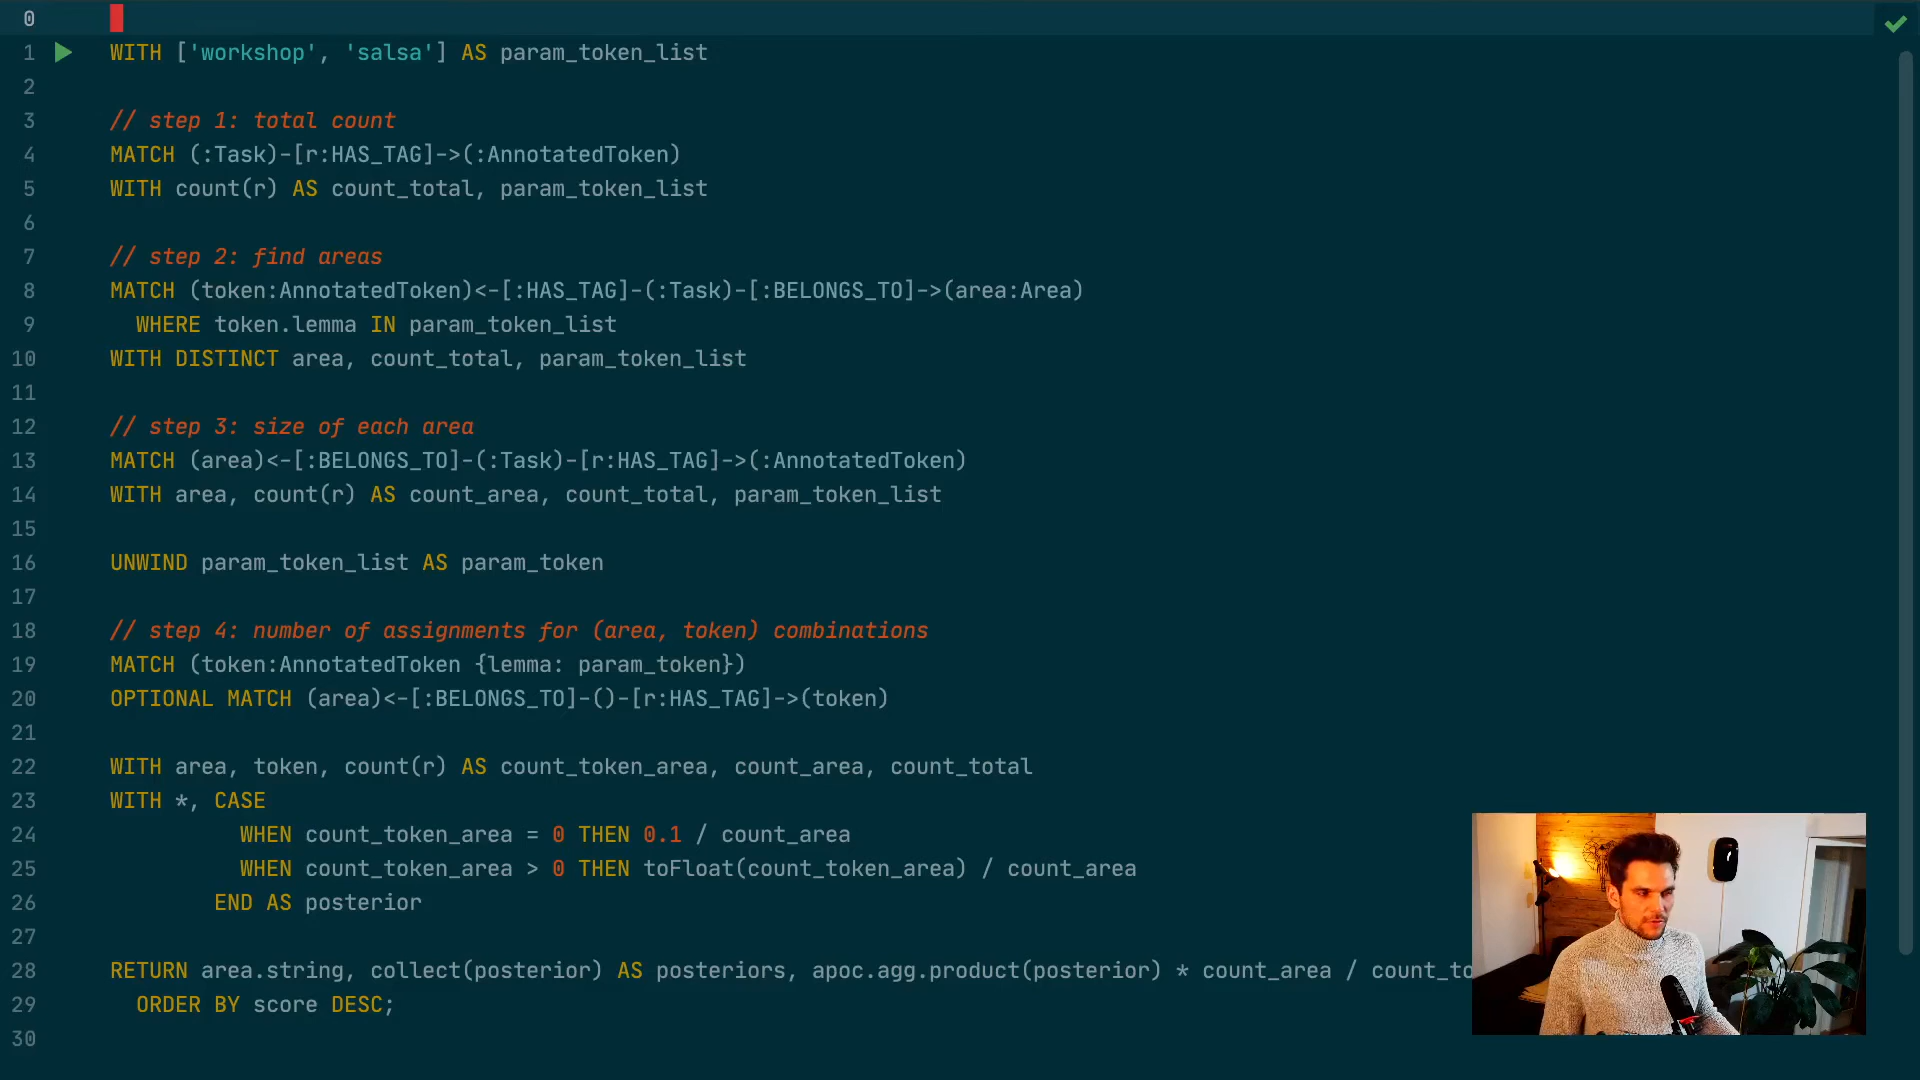 0
1 WITH ['workshop', 'salsa'] AS param_token_list
2
3 // step 1: total count
4 MATCH (:Task)-[r:HAS_TAG]->(:AnnotatedToken)
5 WITH count(r) AS count_total, param_token_list
6
7 // step 2: find areas
8 MATCH (token:AnnotatedToken)<-[:HAS_TAG]-(:Task)-[:BELONGS_TO]->(area:Area)
9 WHERE token.lemma IN param_token_list
10 WITH DISTINCT area, count_total, param_token_list
11
12 // step 3: size of each area
13 MATCH (area)<-[:BELONGS_TO]-(:Task)-[r:HAS_TAG]->(:AnnotatedToken)
14 WITH area, count(r) AS count_area, count_total, param_token_list
15
16 UNWIND param_token_list AS param_token
17
18 // step 4: number of assignments for (area, token) combinations
19 MATCH (token:AnnotatedToken {lemma: param_token})
20 OPTIONAL MATCH (area)<-[:BELONGS_TO]-()-[r:HAS_TAG]->(token)
21
22 WITH area, token, count(r) AS count_token_area, count_area, count_total
23 WITH *, CASE
24 WHEN count_token_area = 0 THEN 0.1 / count_area
25 WHEN count_token_area > 0 THEN toFloat(count_token_area) / count_area
26 END AS posterior
27
28 RETURN area.string, collect(posterior) AS posteriors, apoc.agg.product(posterior) * count_area / count_to
29 ORDER BY score DESC;
30